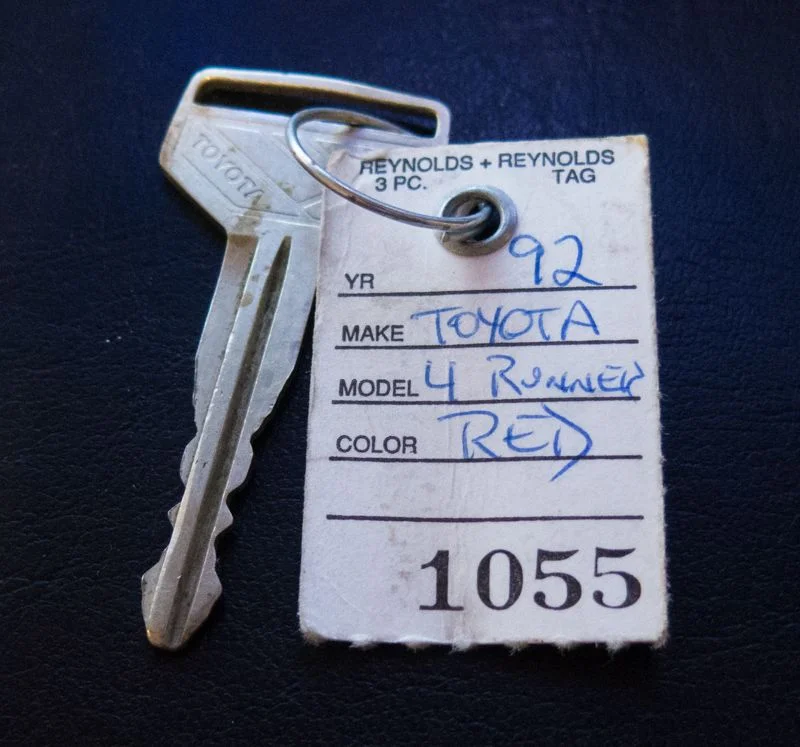 TOYOTA
REYNOLDS + REYNOLDS
3 PC. TAG
YR 92
MAKE TOYOTA
MODEL 4 RUNNER
COLOR RED
1055